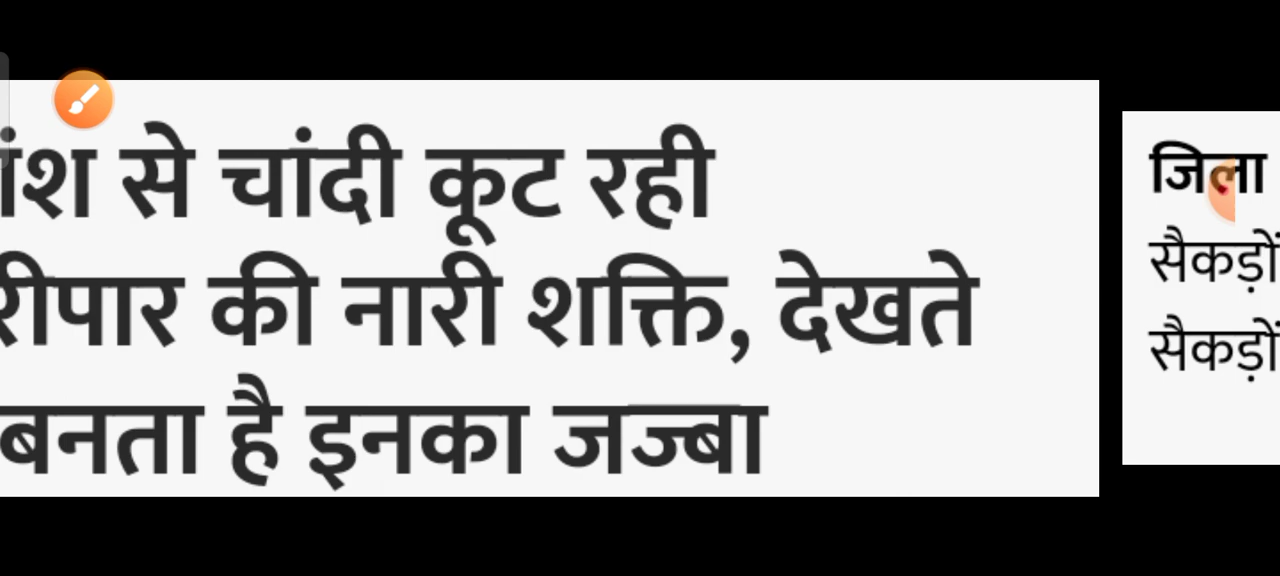 से चांदी कूट रही
की नारी शक्ति, देखते
बनता है इनका जज्बा
जिला
सैकड़ों
सैकड़ों